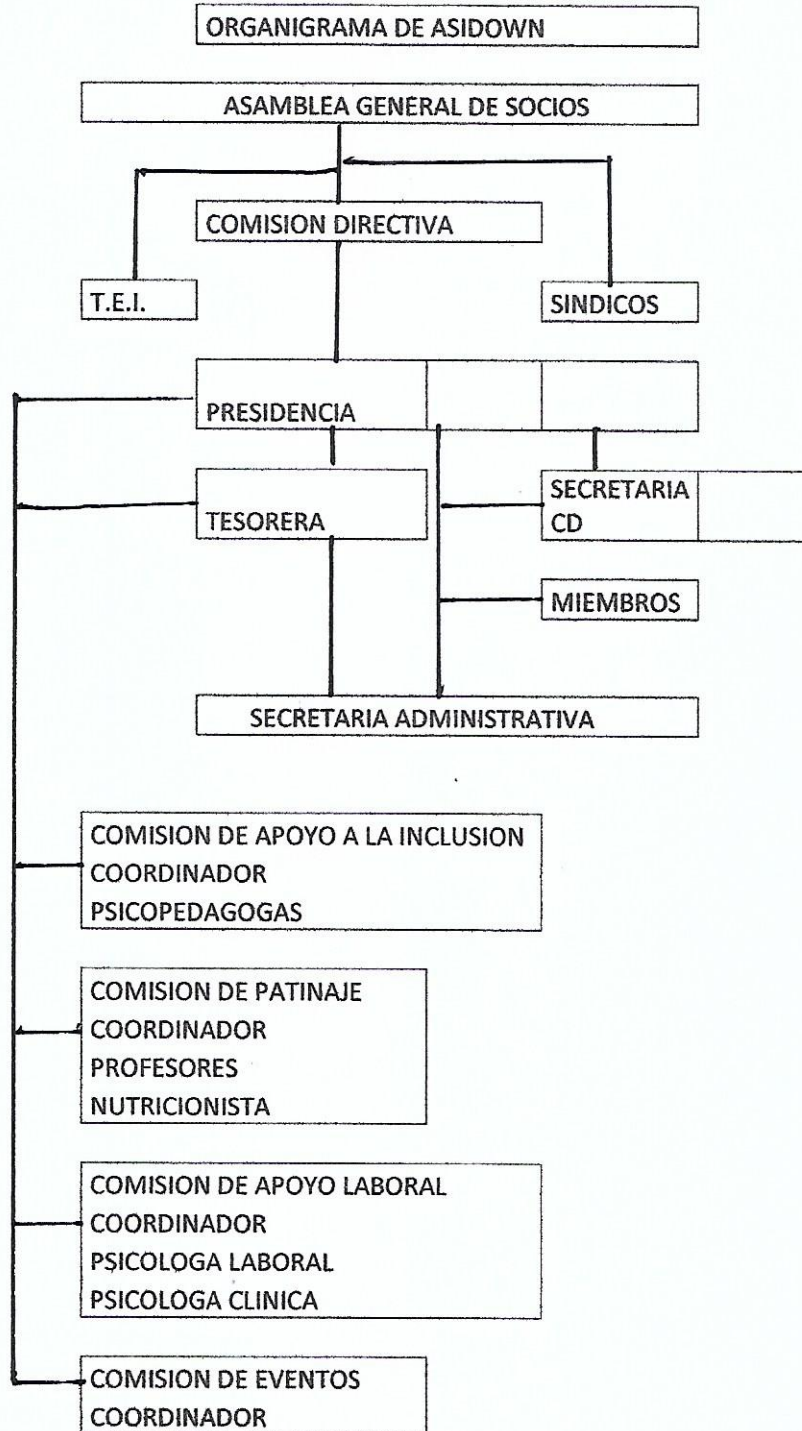 ORGANIGRAMA DE ASIDOWN
ASAMBLEA GENERAL DE SOCIOS
COMISION DIRECTIVA
T.E.I.
SINDICOS
PRESIDENCIA
TESORERA
SECRETARIA
CD
MIEMBROS
SECRETARIA ADMINISTRATIVA
COMISION DE APOYO A LA INCLUSION
COORDINADOR
PSICOPEDAGOGAS
COMISION DE PATINAJE
COORDINADOR
PROFESORES
NUTRICIONISTA
COMISION DE APOYO LABORAL
COORDINADOR
PSICOLOGA LABORAL
PSICOLOGA CLINICA
COMISION DE EVENTOS
COORDINADOR